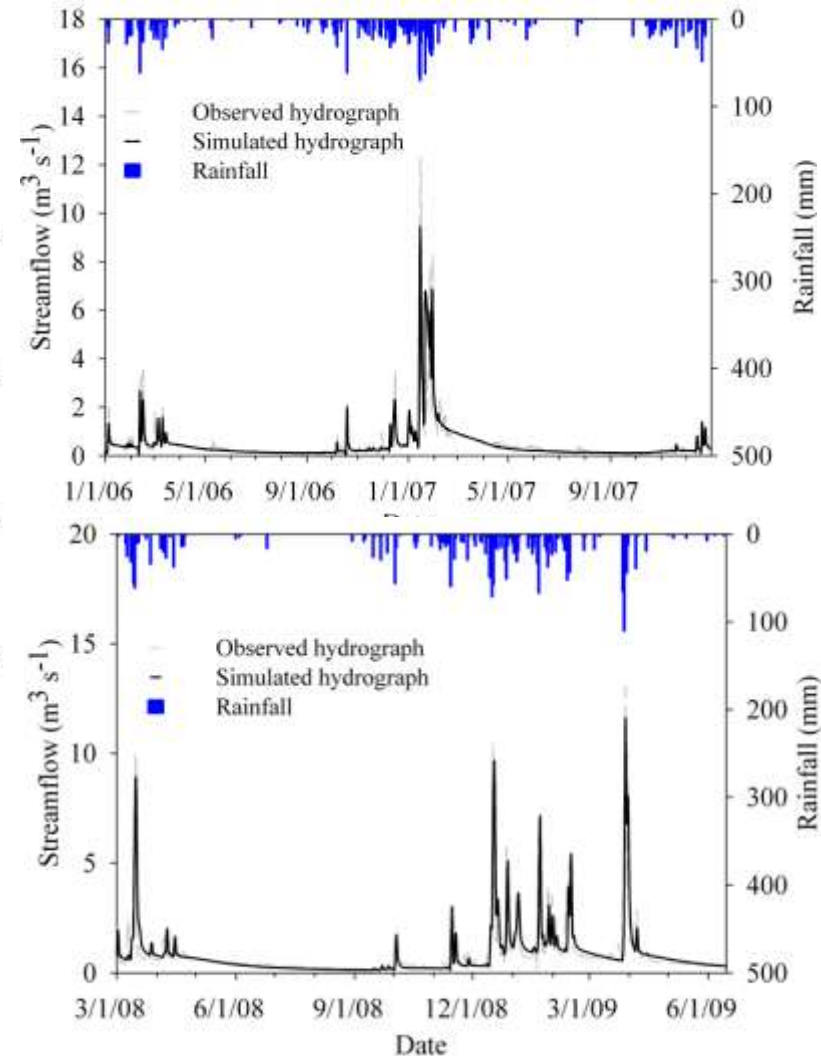 18
16
14
12
10
8
6
4
2
0
Streamflow (m³ s⁻¹)
Observed hydrograph
Simulated hydrograph
Rainfall
0
100
200
300
400
500
Rainfall (mm)
1/1/06 5/1/06 9/1/06 1/1/07 5/1/07 9/1/07
20
15
10
5
0
Streamflow (m³ s⁻¹)
Observed hydrograph
Simulated hydrograph
Rainfall
0
100
200
300
400
500
Rainfall (mm)
3/1/08 6/1/08 9/1/08 12/1/08 3/1/09 6/1/09
Date